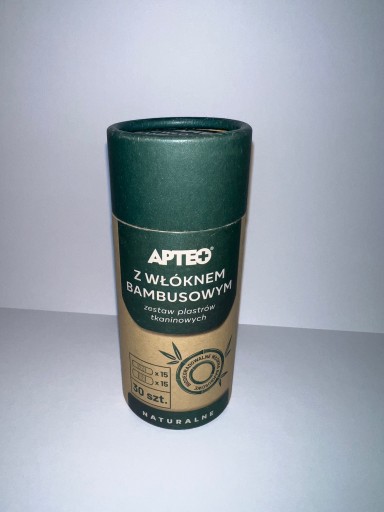 APTEO
Z WŁÓKNEM
BAMBUSOWYM
zestaw plastrów
tkaninowych
x 15
x 15
30 szt.
NATURALNE